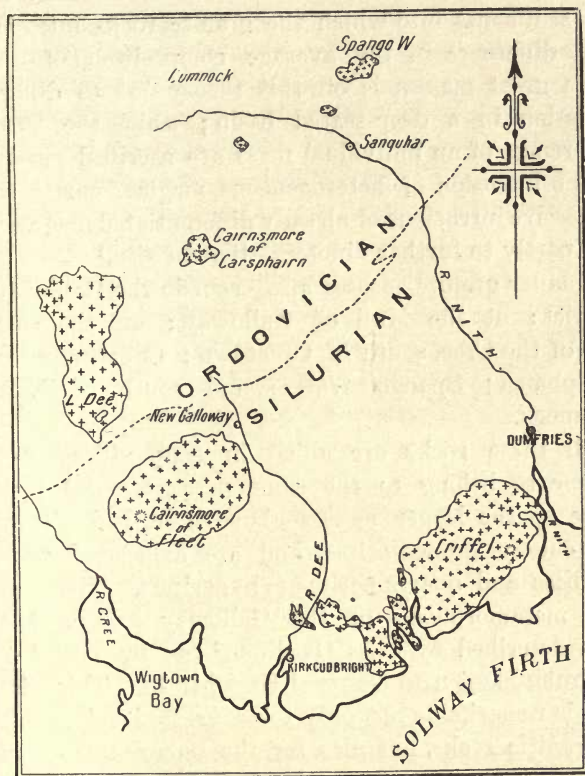 Spango W
Lumnock
Sanquhar
Cairnsmore
of
Carsphairn
ORDOVICIAN
SILURIAN
R NITH
L Dee
New Galloway
DUMFRIES
Cairnsmore
of
Fleet
Criffel
R NITH
R DEE
R CREE
KIRKCUDBRIGHT
Wigtown
Bay
SOLWAY FIRTH